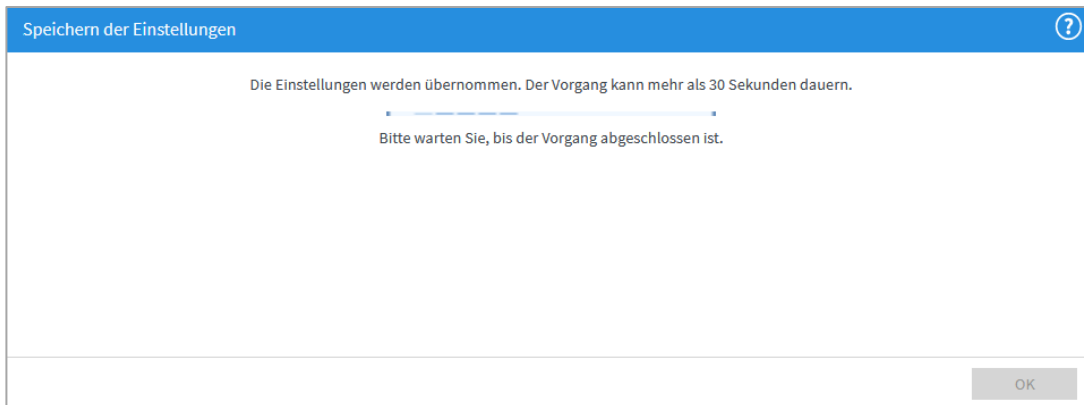 Speichern der Einstellungen
?
Die Einstellungen werden übernommen. Der Vorgang kann mehr als 30 Sekunden dauern.
Bitte warten Sie, bis der Vorgang abgeschlossen ist.
OK